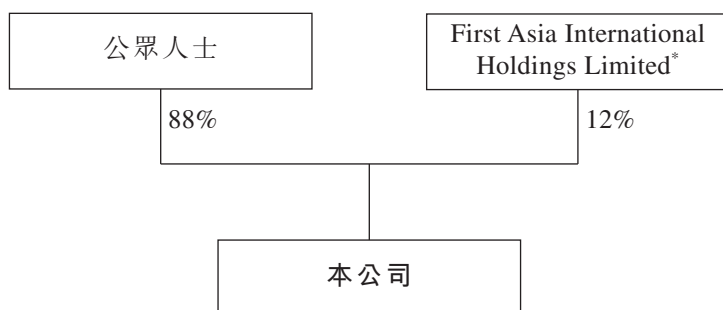 公眾人士
First Asia International
Holdings Limited*
88%
12%
本公司